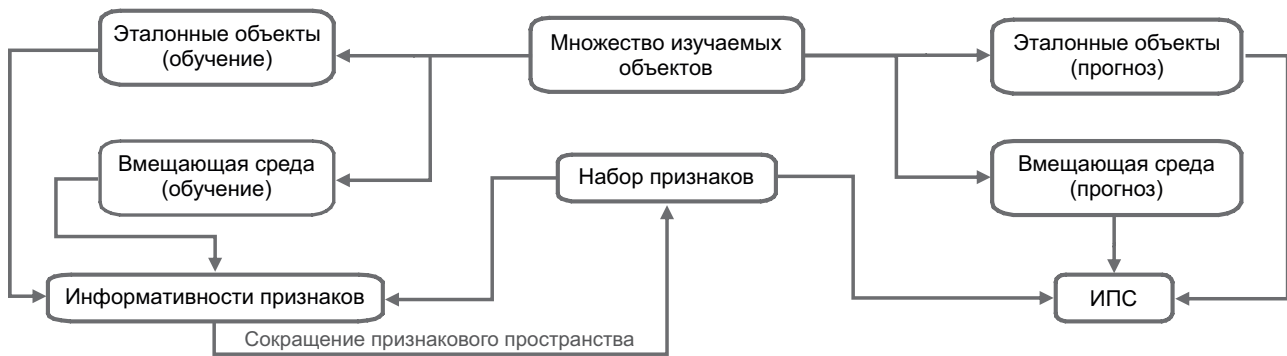 Эталонные объекты
(обучение)
Множество изучаемых
объектов
Эталонные объекты
(прогноз)
Вмещающая среда
(обучение)
Набор признаков
Вмещающая среда
(прогноз)
Информативности признаков
ИПС
Сокращение признакового пространства